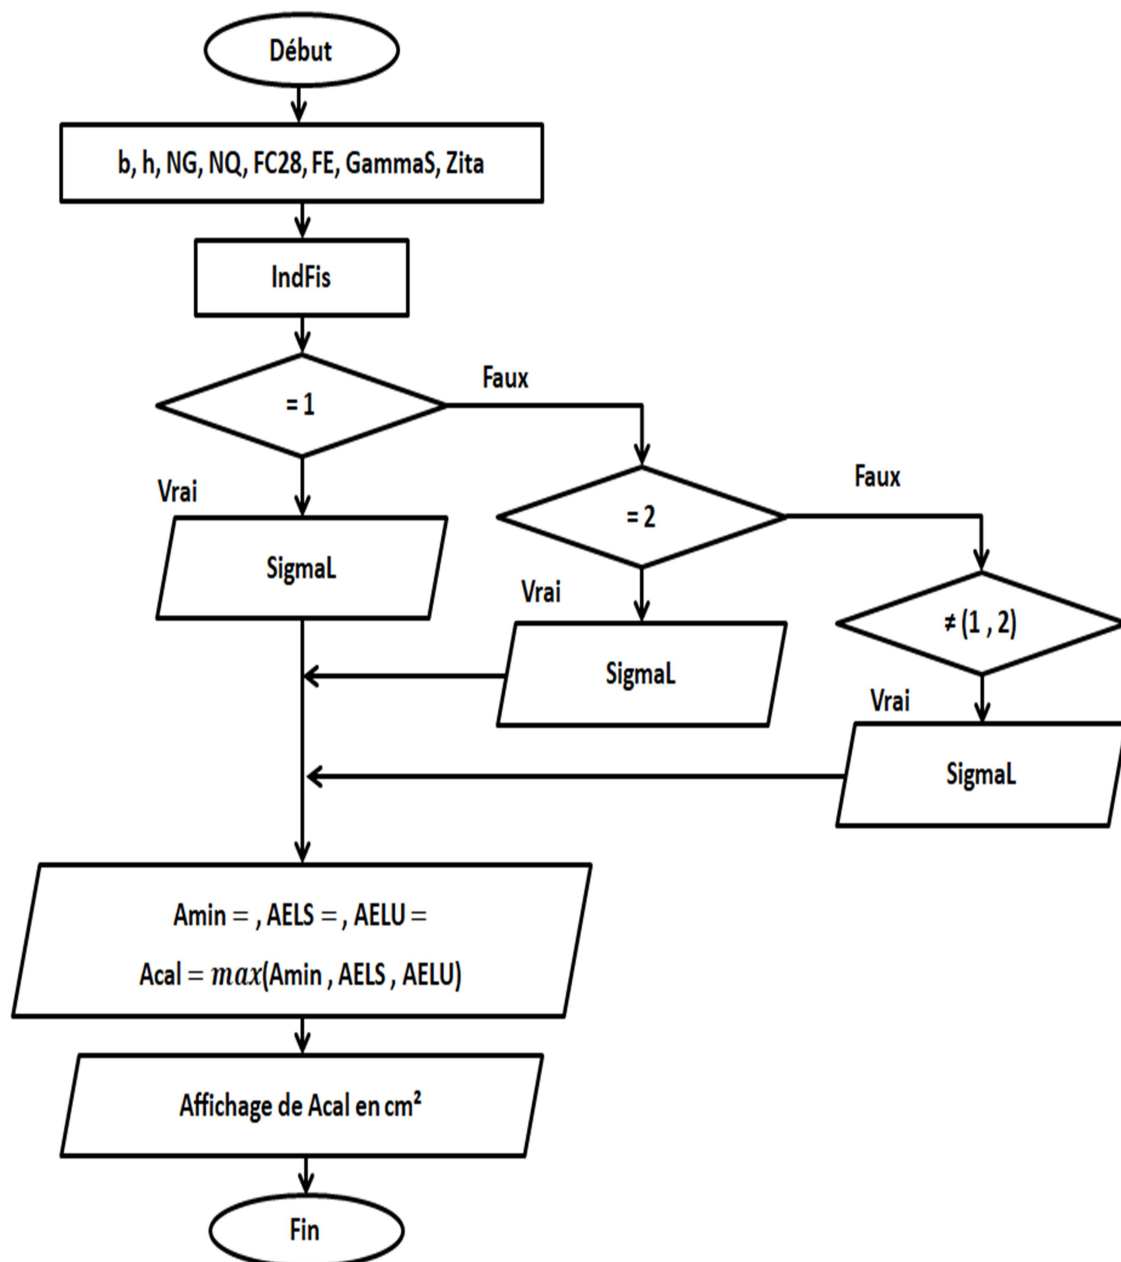 Début
b, h, NG, NQ, FC28, FE, GammaS, Zita
IndFis
= 1
Faux
Vrai
SigmaL
= 2
Faux
Vrai
SigmaL
≠ (1 , 2)
Vrai
SigmaL
Amin = , AELS = , AELU =
Acal = max(Amin , AELS , AELU)
Affichage de Acal en cm²
Fin